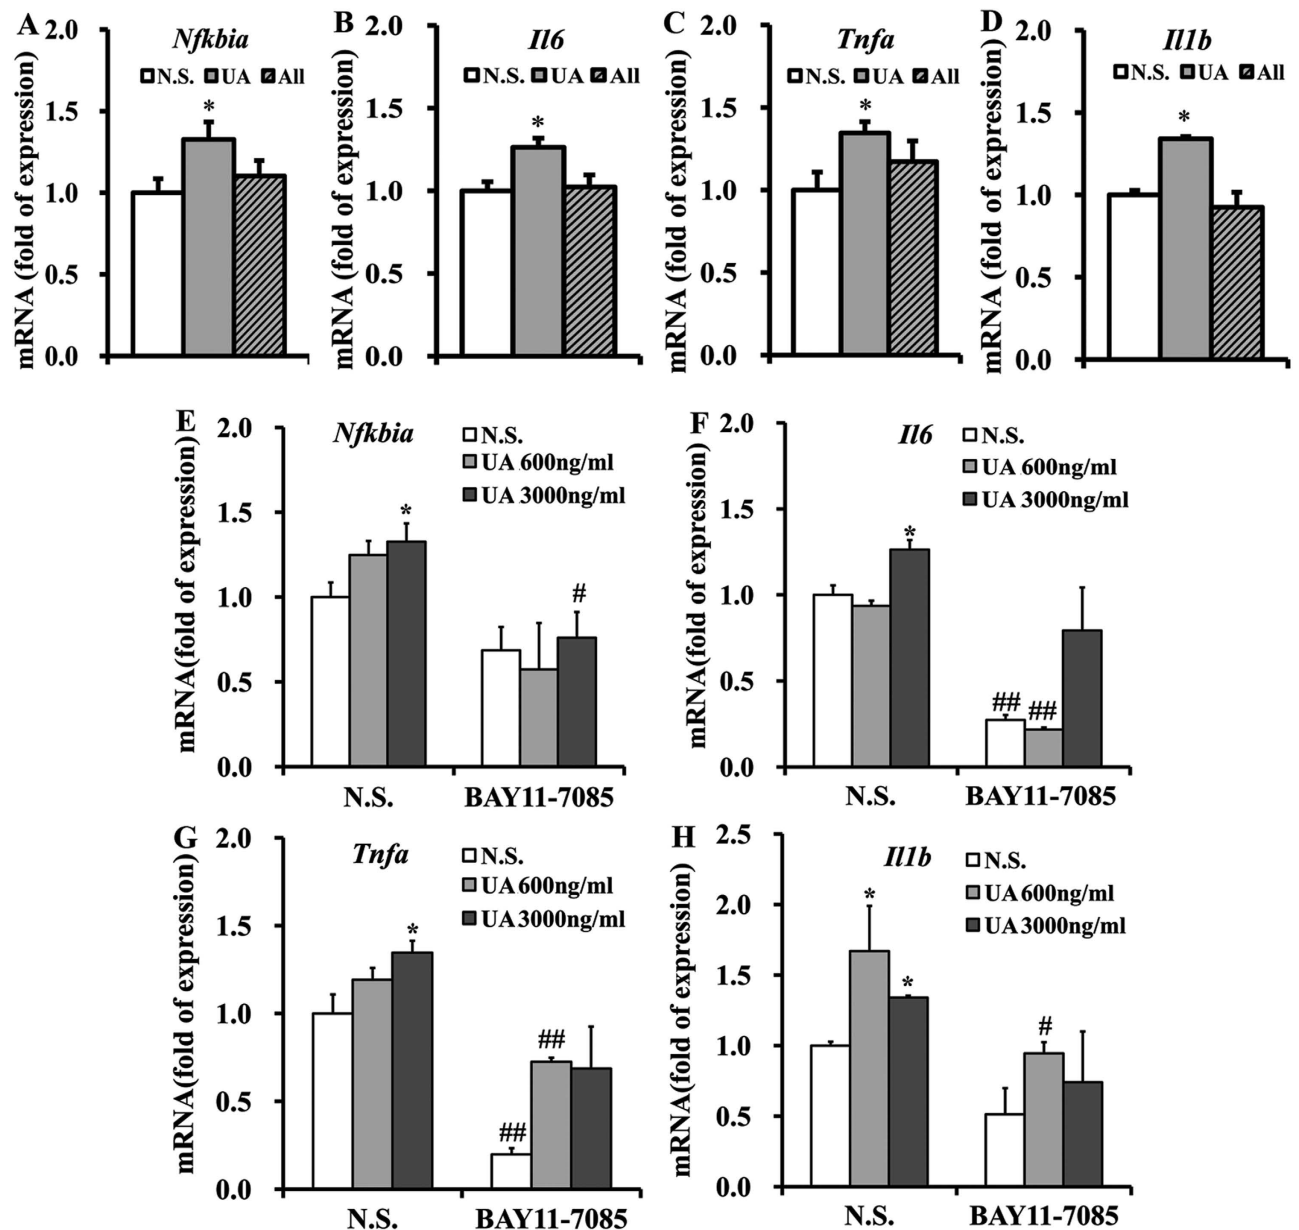 A
Nfkbia
N.S. UA All
*
mRNA (fold of expression)
2.0
1.5
1.0
0.5
0.0
B
Il6
N.S. UA All
*
mRNA (fold of expression)
2.0
1.5
1.0
0.5
0.0
C
Tnfa
N.S. UA All
*
mRNA (fold of expression)
2.0
1.5
1.0
0.5
0.0
D
Il1b
N.S. UA All
*
mRNA (fold of expression)
2.0
1.5
1.0
0.5
0.0
E
Nfkbia
N.S.
UA 600ng/ml
UA 3000ng/ml
*
#
mRNA(fold of expression)
2.0
1.5
1.0
0.5
0.0
N.S. BAY11-7085
F
Il6
N.S.
UA 600ng/ml
UA 3000ng/ml
*
## ##
mRNA(fold of expression)
2.0
1.5
1.0
0.5
0.0
N.S. BAY11-7085
G
Tnfa
N.S.
UA 600ng/ml
UA 3000ng/ml
*
## ##
mRNA(fold of expression)
2.0
1.5
1.0
0.5
0.0
N.S. BAY11-7085
H
Il1b
N.S.
UA 600ng/ml
UA 3000ng/ml
* *
#
mRNA(fold of expression)
2.5
2.0
1.5
1.0
0.5
0.0
N.S. BAY11-7085